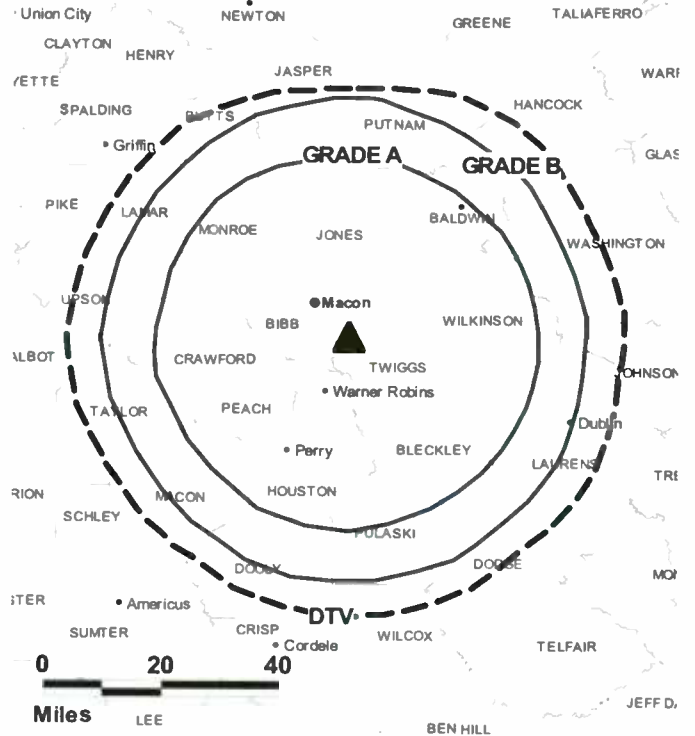 Union City
NEWTON
GREENE
TALIAFERRO
CLAYTON
HENRY
JASPER
SPALDING
BUTTS
HANCOCK
PUTNAM
Griffin
GRADE A
GRADE B
PIKE
LAMAR
MONROE
JONES
BALDWIN
WASHINGTON
UPSON
Macon
BIBB
WILKINSON
CRAWFORD
TWIGGS
JOHNSON
Warner Robins
PEACH
TAYLOR
Dublin
Perry
BLECKLEY
LAURENS
HOUSTON
MACON
SCHLEY
PULASKI
DOOLY
DODGE
Americus
DTV
SUMTER
CRISP
WILCOX
Cordele
TELFAIR
0 20 40
Miles
LEE
JEFF D
BEN HILL